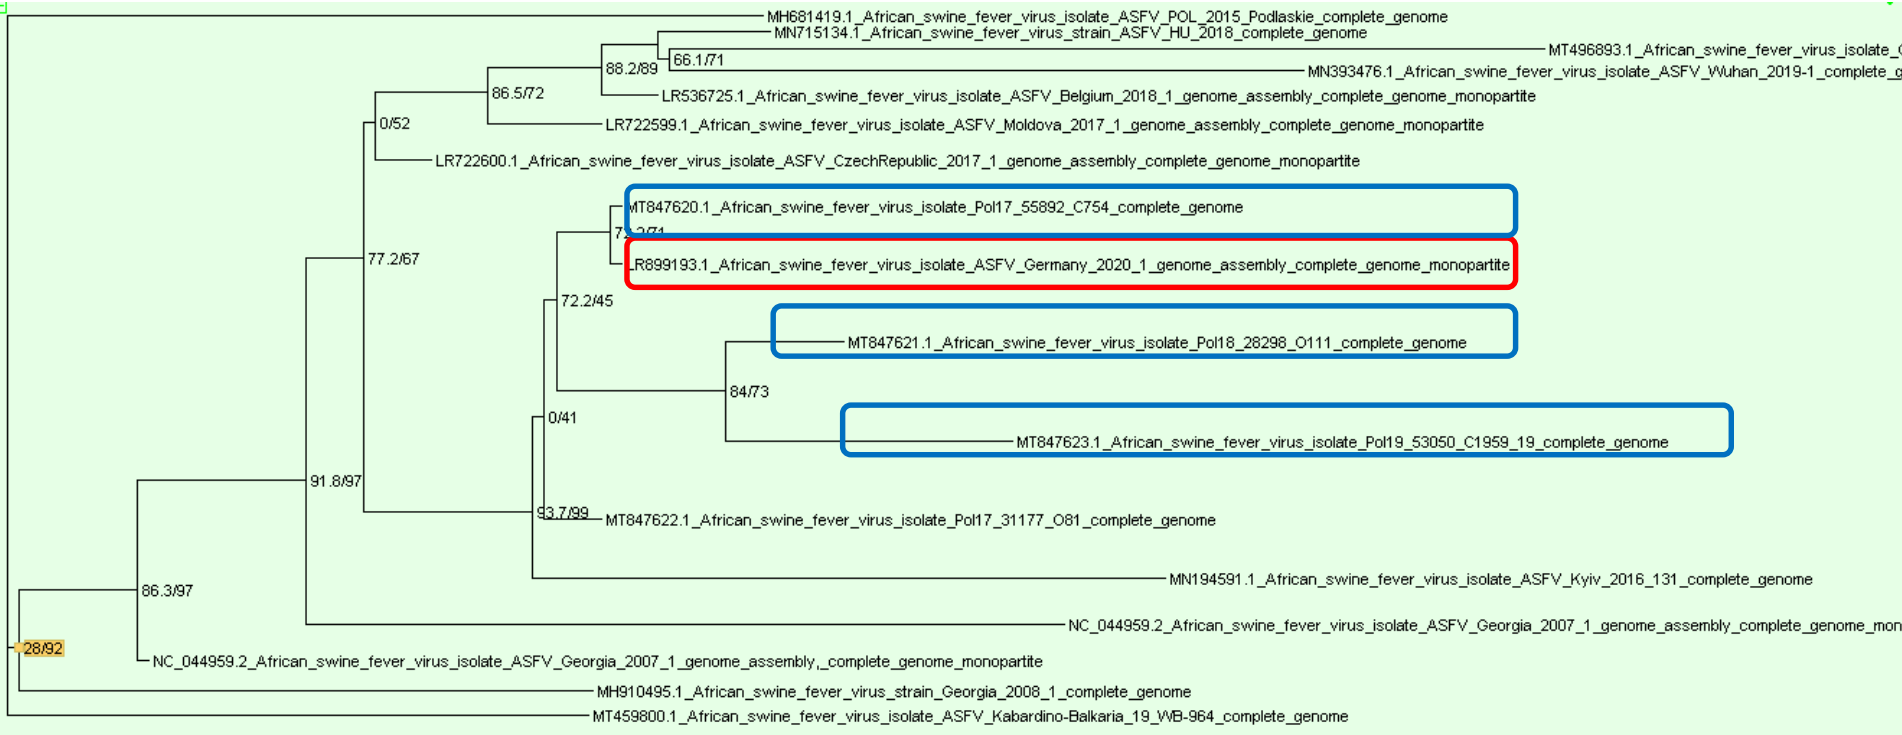 MH681419.1_African_swine_fever_virus_isolate_ASFV_POL_2015_Podlaskie_complete_genome
MN715134.1_African_swine_fever_virus_strain_ASFV_HU_2018_complete_genome
MT496893.1_African_swine_fever_virus_isolate_
66.1/71
88.2/89
MN393476.1_African_swine_fever_virus_isolate_ASFV_Wuhan_2019-1_complete_g
86.5/72
LR536725.1_African_swine_fever_virus_isolate_ASFV_Belgium_2018_1_genome_assembly_complete_genome_monopartite
0/52
LR722599.1_African_swine_fever_virus_isolate_ASFV_Moldova_2017_1_genome_assembly_complete_genome_monopartite
LR722600.1_African_swine_fever_virus_isolate_ASFV_CzechRepublic_2017_1_genome_assembly_complete_genome_monopartite
MT847620.1_African_swine_fever_virus_isolate_Pol17_55892_C754_complete_genome
77.2/67
LR899193.1_African_swine_fever_virus_isolate_ASFV_Germany_2020_1_genome_assembly_complete_genome_monopartite
72.2/45
MT847621.1_African_swine_fever_virus_isolate_Pol18_28298_O111_complete_genome
84/73
0/41
MT847623.1_African_swine_fever_virus_isolate_Pol19_53050_C1959_19_complete_genome
91.8/97
93.7/99
MT847622.1_African_swine_fever_virus_isolate_Pol17_31177_O81_complete_genome
MN194591.1_African_swine_fever_virus_isolate_ASFV_Kyiv_2016_131_complete_genome
86.3/97
NC_044959.2_African_swine_fever_virus_isolate_ASFV_Georgia_2007_1_genome_assembly_complete_genome_mon
28/92
NC_044959.2_African_swine_fever_virus_isolate_ASFV_Georgia_2007_1_genome_assembly,_complete_genome_monopartite
MH910495.1_African_swine_fever_virus_strain_Georgia_2008_1_complete_genome
MT459800.1_African_swine_fever_virus_isolate_ASFV_Kabardino-Balkaria_19_WB-964_complete_genome